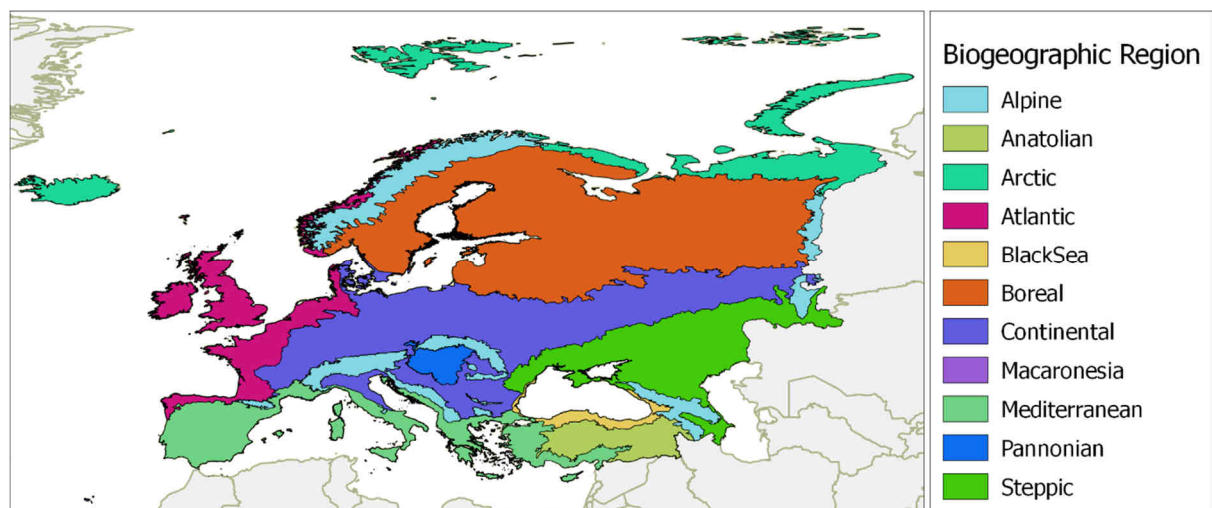 Biogeographic Region
Alpine
Anatolian
Arctic
Atlantic
BlackSea
Boreal
Continental
Macaronesia
Mediterranean
Pannonian
Steppic